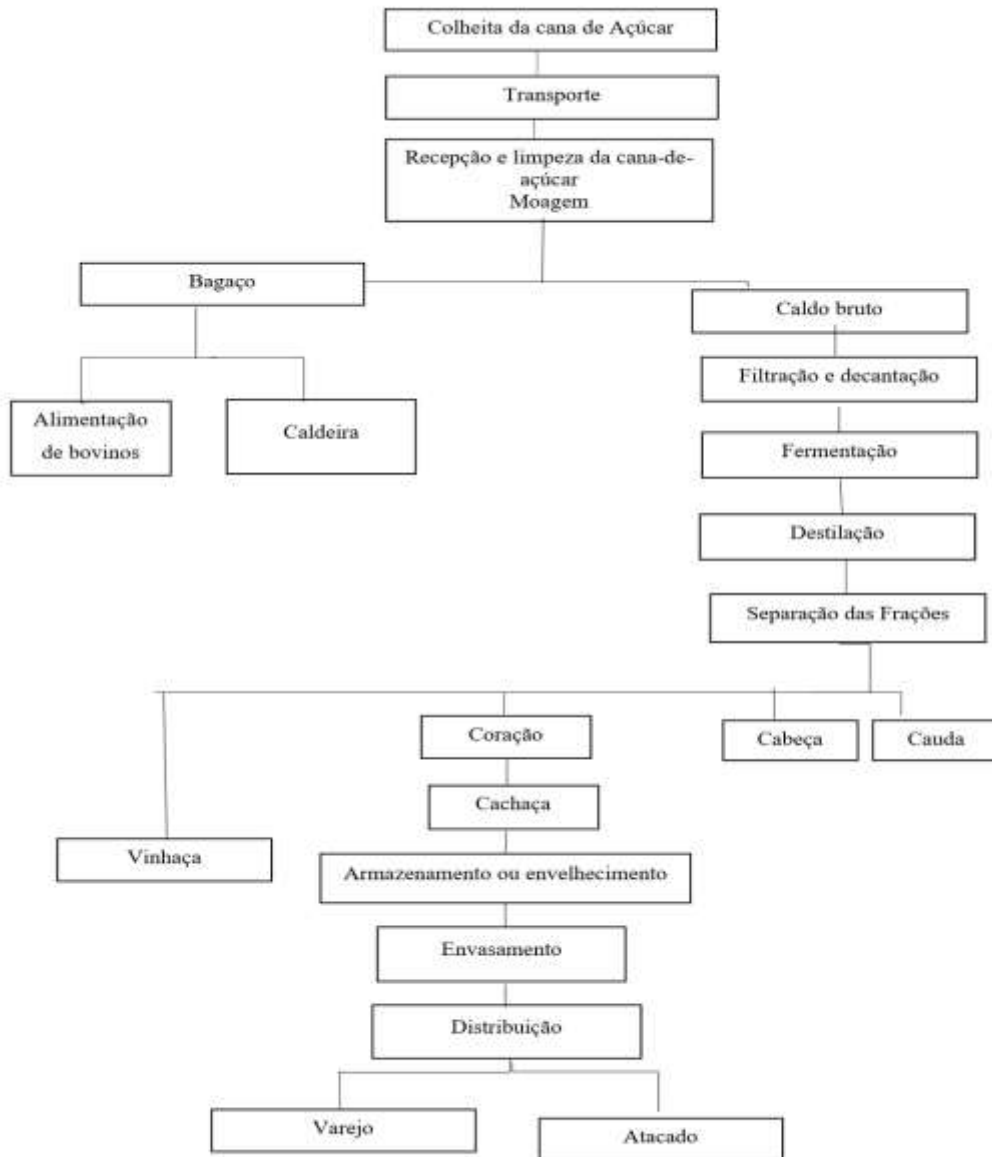 Colheita da cana de Açúcar
Transporte
Recepção e limpeza da cana-de-
açúcar
Moagem
Bagaço
Caldo bruto
Filtração e decantação
Alimentação
de bovinos
Caldeira
Fermentação
Destilação
Separação das Frações
Coração
Cabeça
Cauda
Cachaça
Vinhaça
Armazenamento ou envelhecimento
Envasamento
Distribuição
Varejo
Atacado